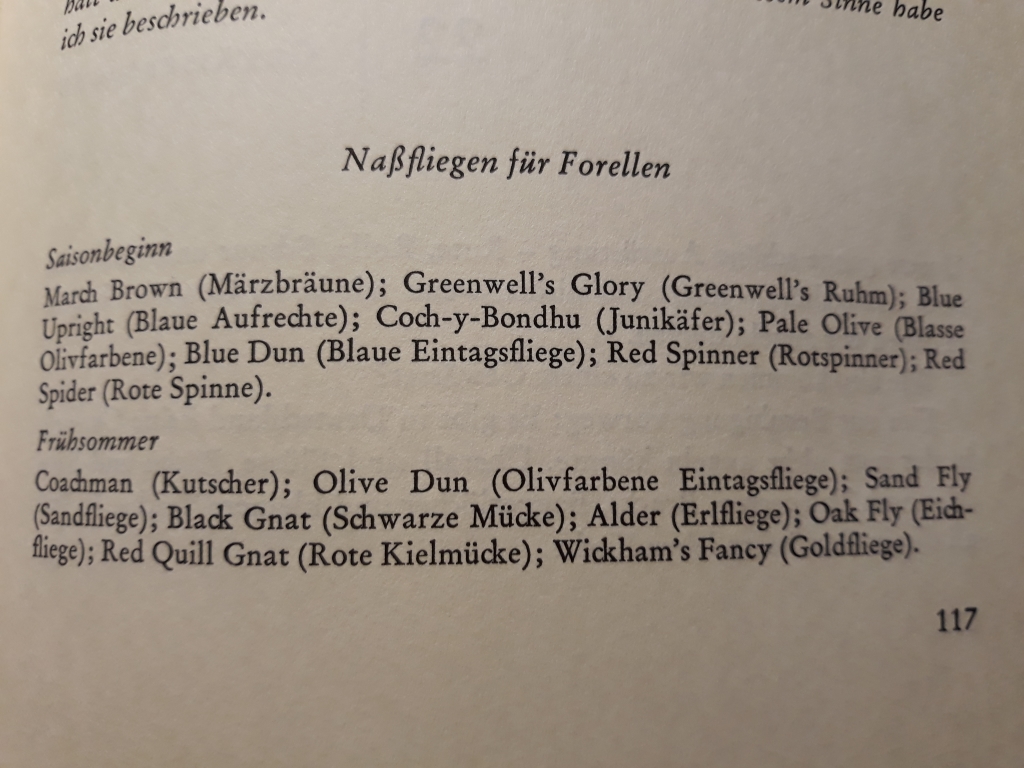 ich sie beschrieben.
Sinne habe
Naßfliegen für Forellen
Saisonbeginn
March Brown (Märzbräune); Greenwell's Glory (Greenwell's Ruhm); Blue
Upright (Blaue Aufrechte); Coch-y-Bondhu (Junikäfer); Pale Olive (Blasse
Olivfarbene); Blue Dun (Blaue Eintagsfliege); Red Spinner (Rotspinner); Red
Spider (Rote Spinne).
Frühsommer
Coachman (Kutscher); Olive Dun (Olivfarbene Eintagsfliege); Sand Fly
(Sandfliege); Black Gnat (Schwarze Mücke); Alder (Erlfliege); Oak Fly (Eich-
fliege); Red Quill Gnat (Rote Kielmücke); Wickham's Fancy (Goldfliege).
117